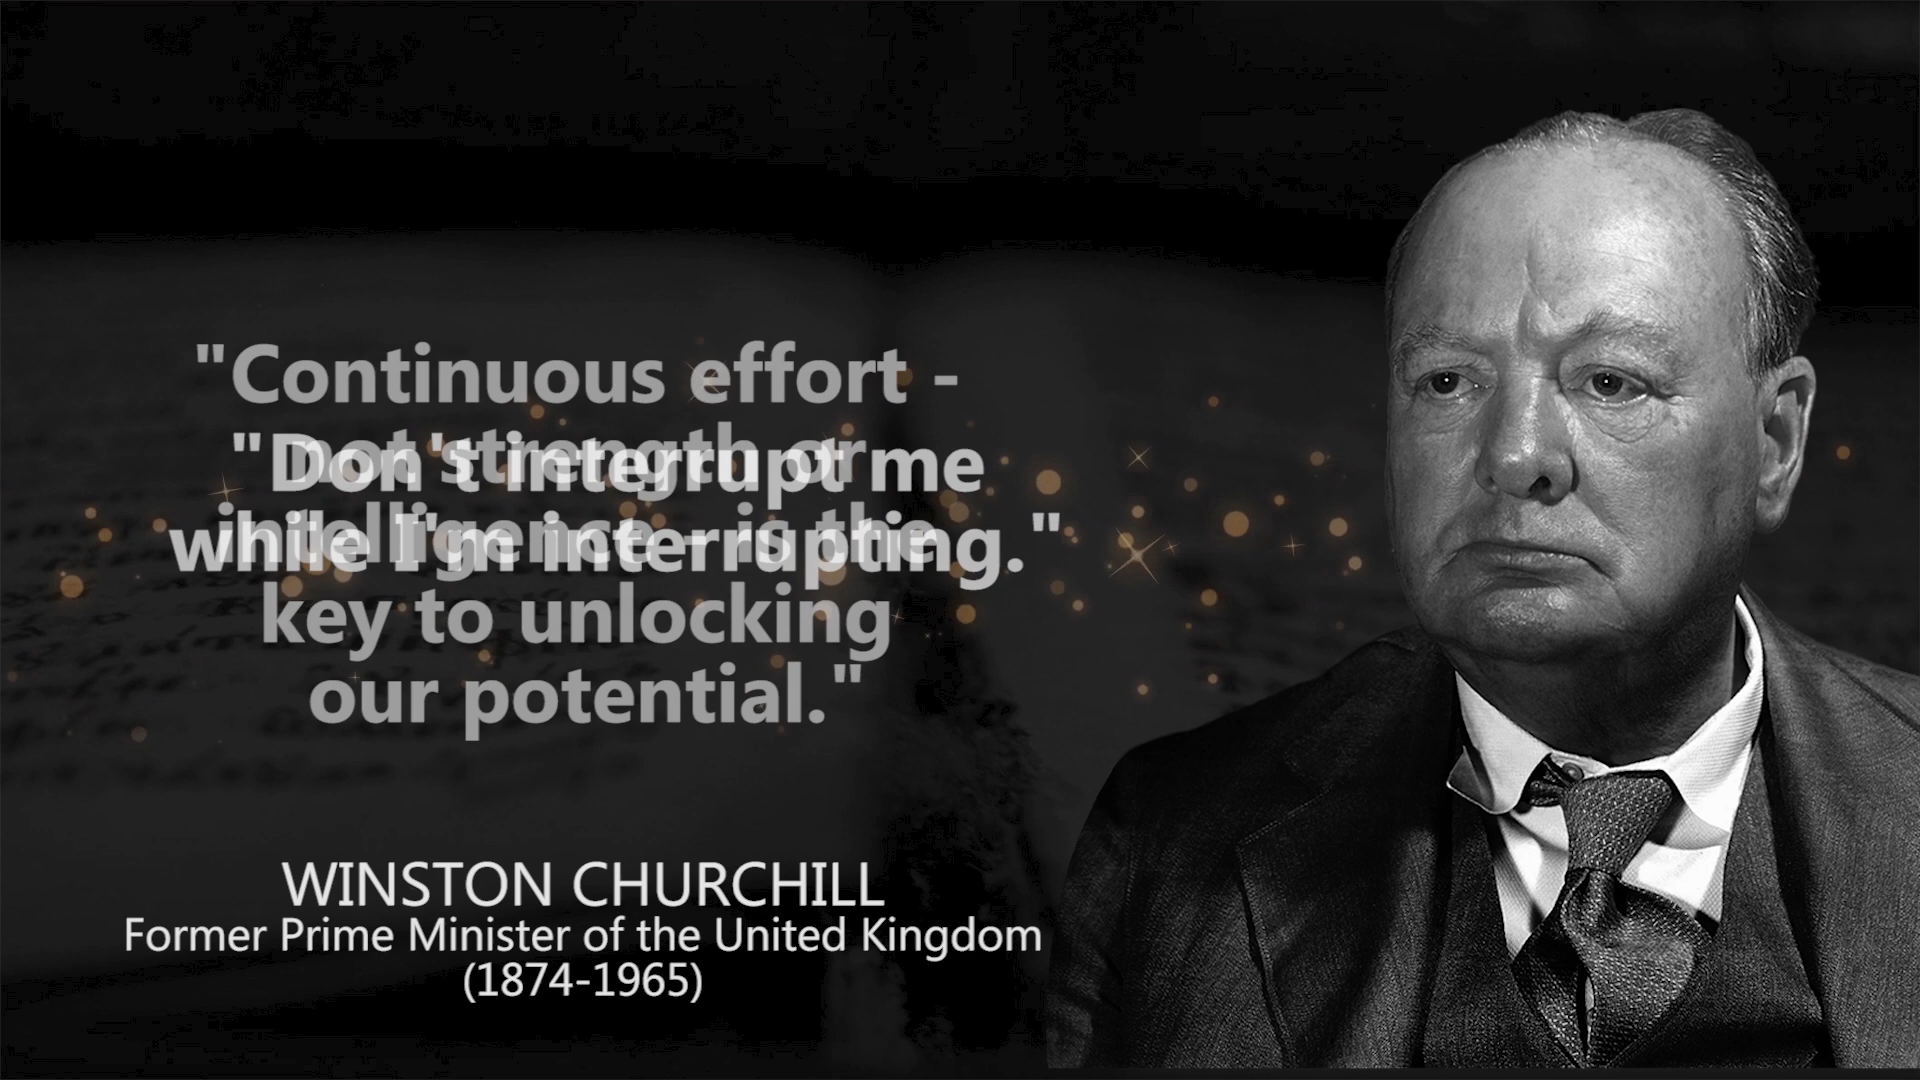 "Continuous effort -
not strength or
"Don't interrupt me
intelligence - is the
while I'm interrupting."
key to unlocking
our potential."
WINSTON CHURCHILL
Former Prime Minister of the United Kingdom
(1874-1965)